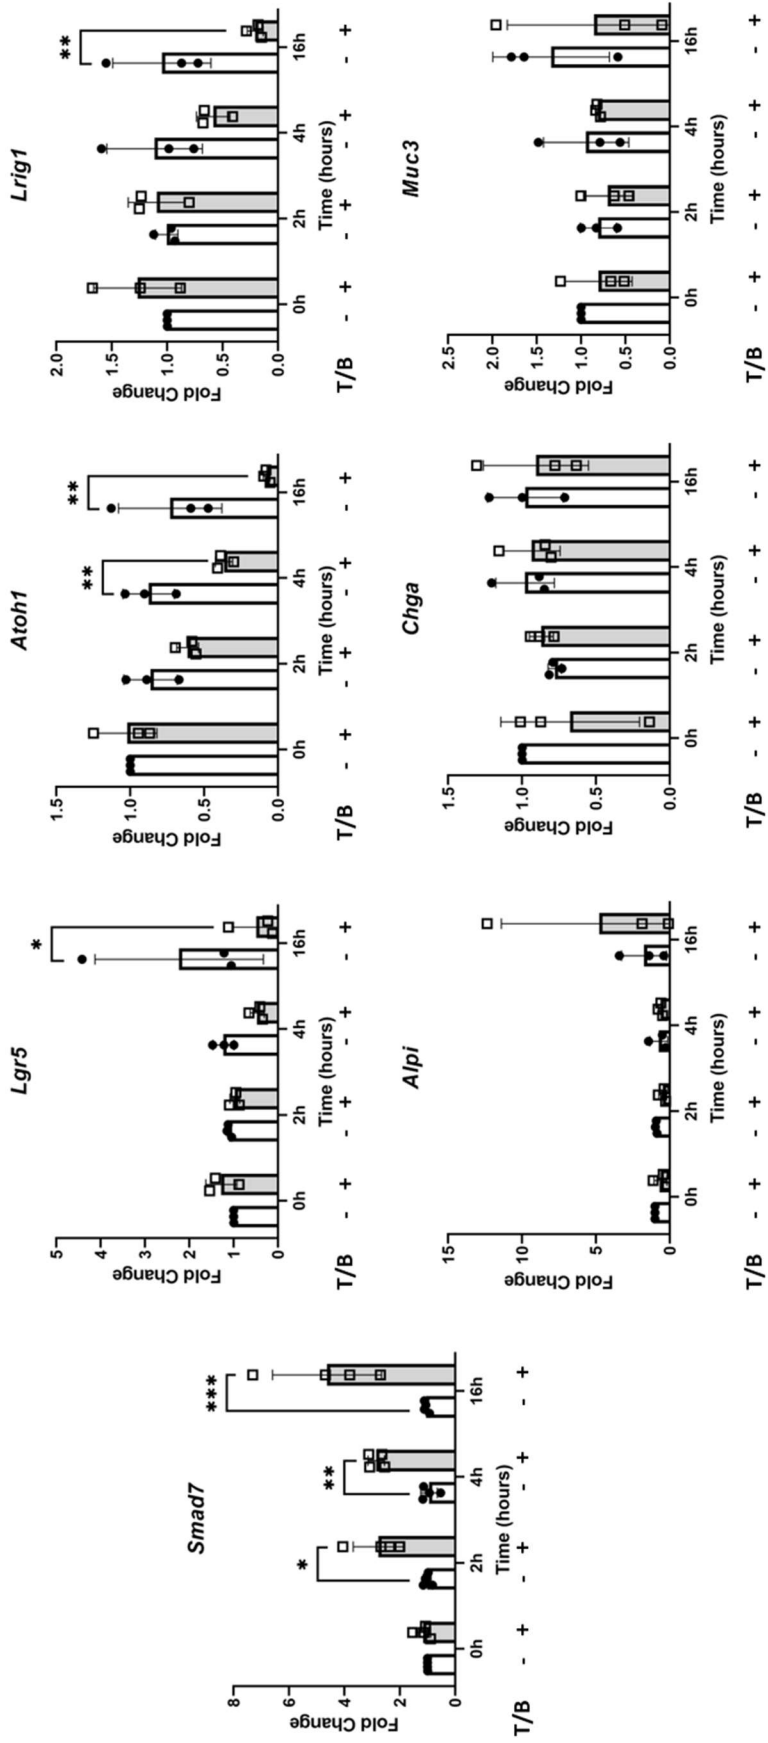 Smad7
***
**
*
8
6
4
2
0
Fold Change
0h 2h 4h 16h
Time (hours)
T/B - + - + - + - +
Lgr5
*
5
4
3
2
1
0
Fold Change
0h 2h 4h 16h
Time (hours)
T/B - + - + - + - +
Atoh1
**
**
1.5
1.0
0.5
0.0
Fold Change
0h 2h 4h 16h
Time (hours)
T/B - + - + - + - +
Lrig1
**
2.0
1.5
1.0
0.5
0.0
Fold Change
0h 2h 4h 16h
Time (hours)
T/B - + - + - + - +
Alpi
15
10
5
0
Fold Change
0h 2h 4h 16h
Time (hours)
T/B - + - + - + - +
Chga
1.5
1.0
0.5
0.0
Fold Change
0h 2h 4h 16h
Time (hours)
T/B - + - + - + - +
Muc3
2.5
2.0
1.5
1.0
0.5
0.0
Fold Change
0h 2h 4h 16h
Time (hours)
T/B - + - + - + - +